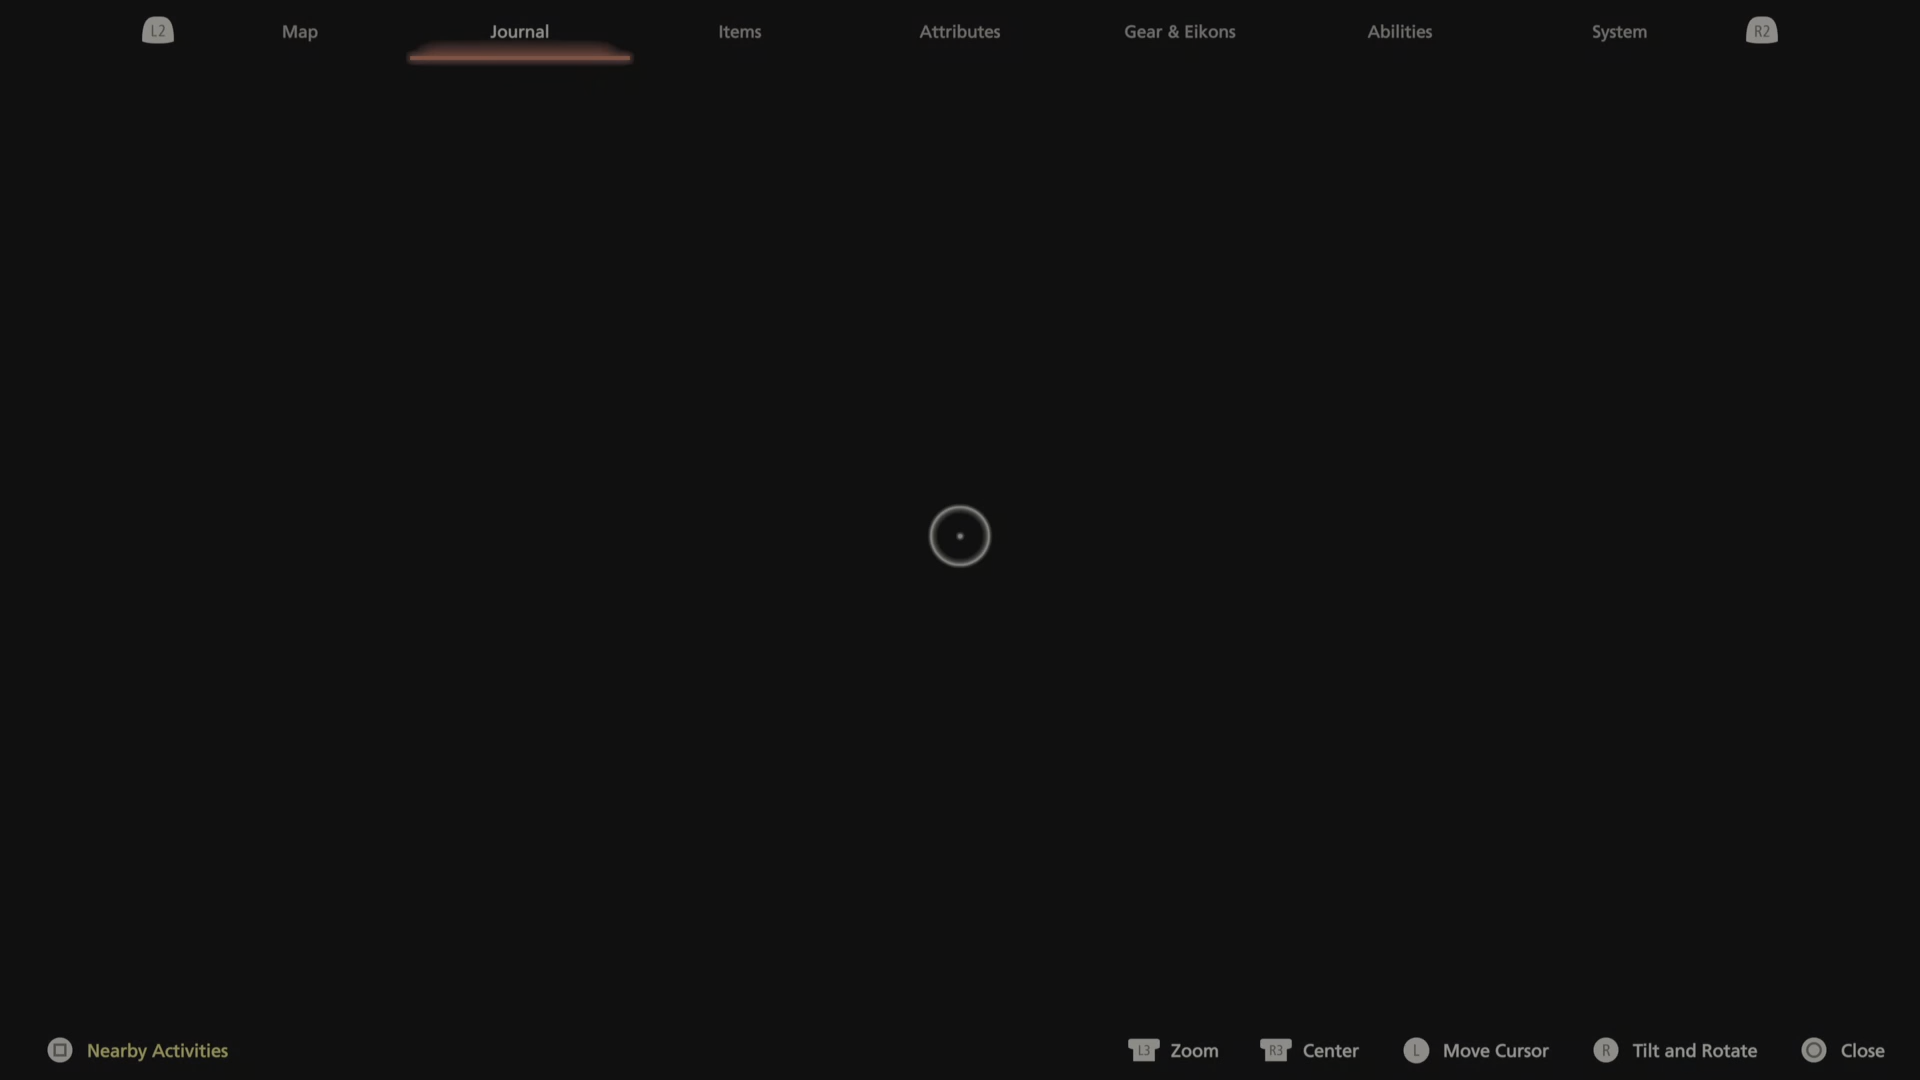 L2 Map Journal Items Attributes Gear & Eikons Abilities System R2
Nearby Activities L3 Zoom R3 Center L Move Cursor R Tilt and Rotate Close